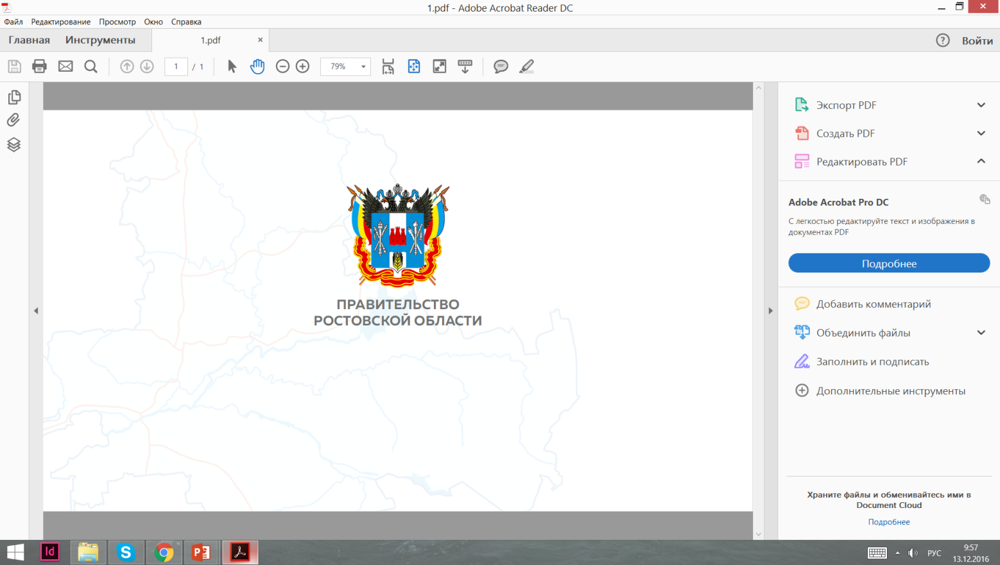 1.pdf - Adobe Acrobat Reader DC
Файл Редактирование Просмотр Окно Справка
Главная Инструменты 1.pdf Войти
1 / 1 79%
Экспорт PDF
Создать PDF
Редактировать PDF
Adobe Acrobat Pro DC
С легкостью редактируйте текст и изображения в
документах PDF
Подробнее
ПРАВИТЕЛЬСТВО
РОСТОВСКОЙ ОБЛАСТИ
Добавить комментарий
Объединить файлы
Заполнить и подписать
Дополнительные инструменты
Храните файлы и обменивайтесь ими в
Document Cloud
Подробнее
Id S P РУС
9:57
13.12.2016